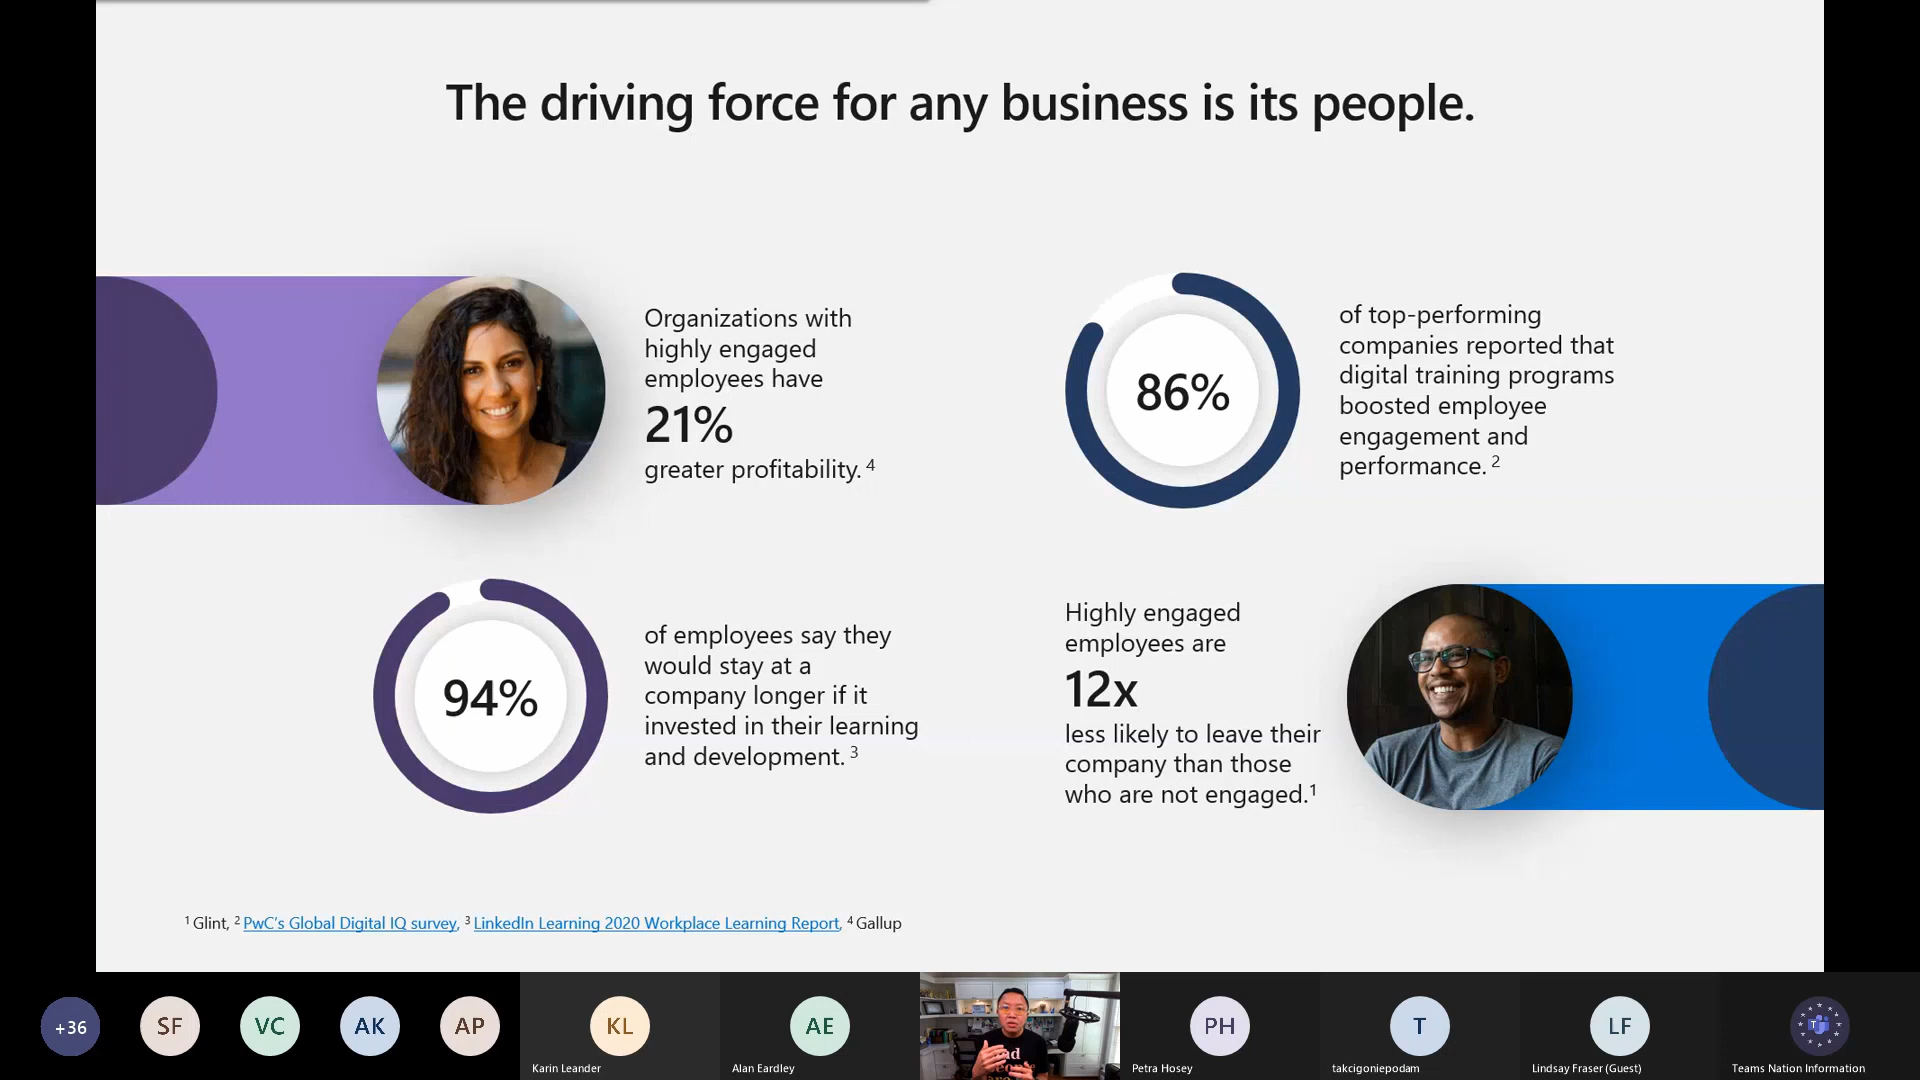 The driving force for any business is its people.
Organizations with
highly engaged
employees have
21%
greater profitability. 4
86%
of top-performing
companies reported that
digital training programs
boosted employee
engagement and
performance. 2
94%
of employees say they
would stay at a
company longer if it
invested in their learning
and development. 3
Highly engaged
employees are
12x
less likely to leave their
company than those
who are not engaged.1
1 Glint, 2 PwC's Global Digital IQ survey, 3 LinkedIn Learning 2020 Workplace Learning Report, 4 Gallup
+36
SF
VC
AK
AP
KL
Karin Leander
AE
Alan Eardley
PH
Petra Hosey
T
takcigoniepodam
LF
Lindsay Fraser (Guest)
T
Teams Nation Information